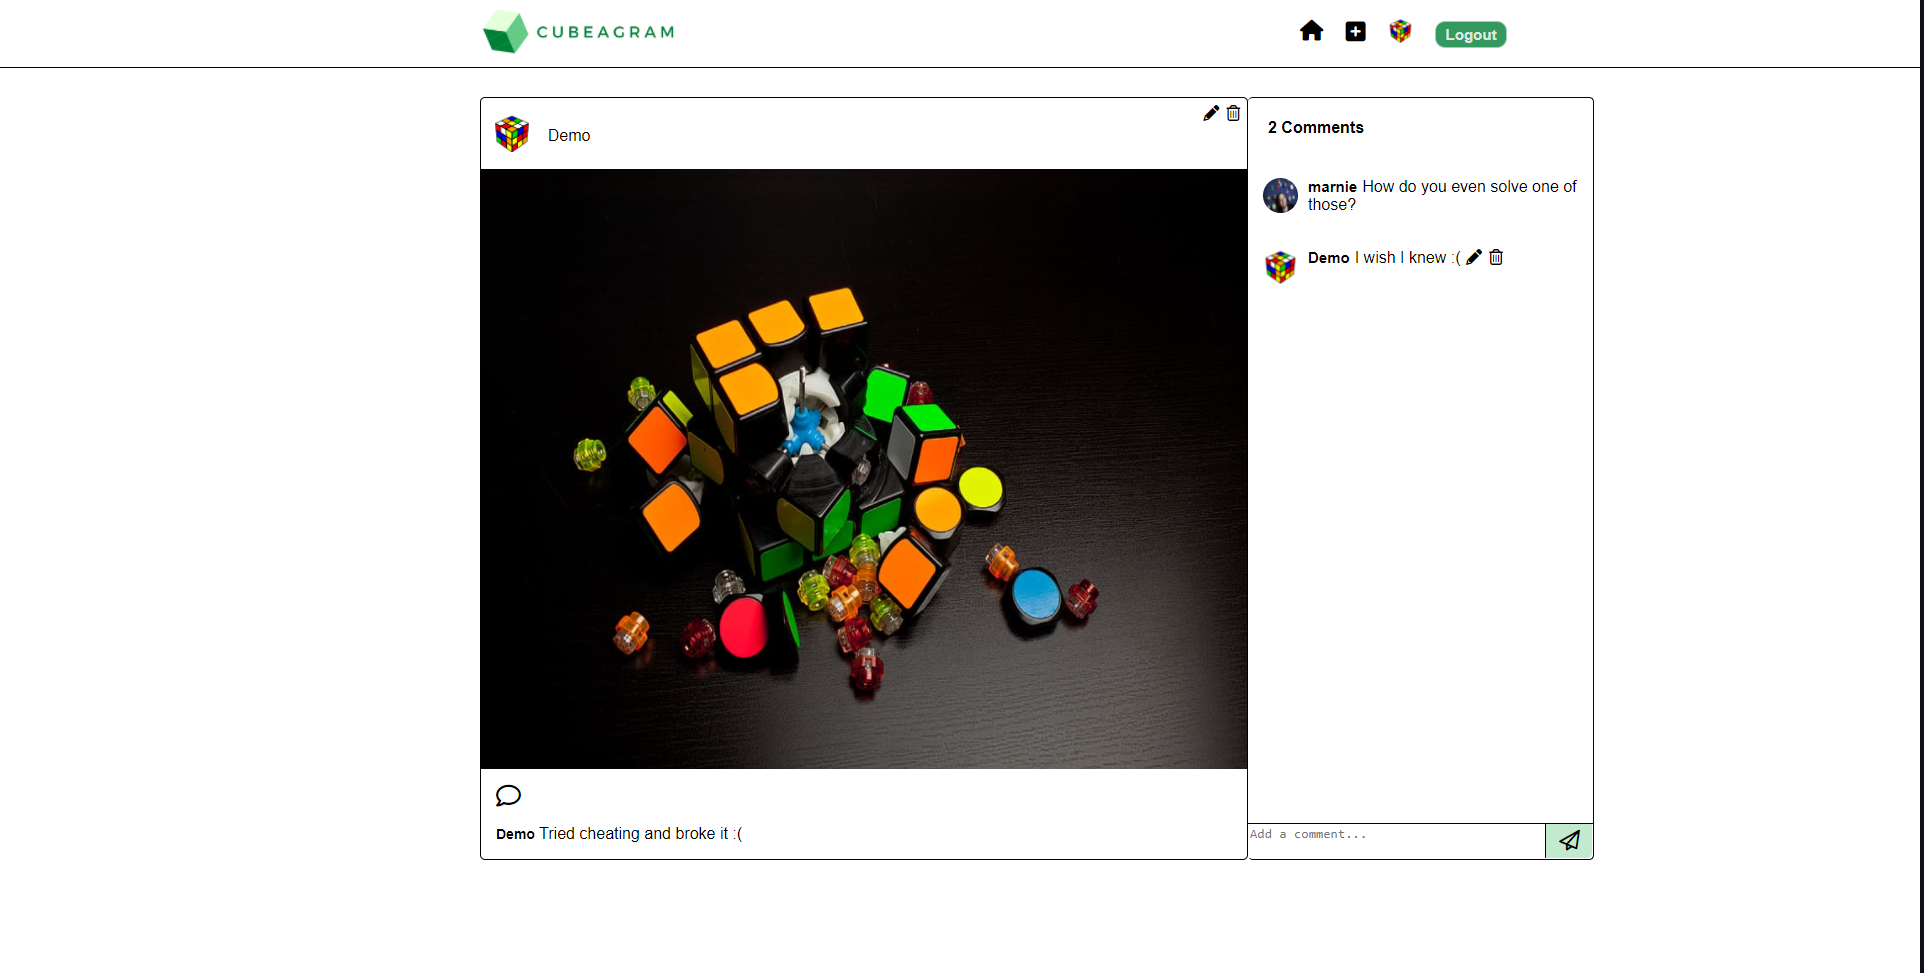 CUBEAGRAM
Logout
Demo
2 Comments
marnie How do you even solve one of
those?
Demo I wish I knew :(
Demo Tried cheating and broke it :(
Add a comment...